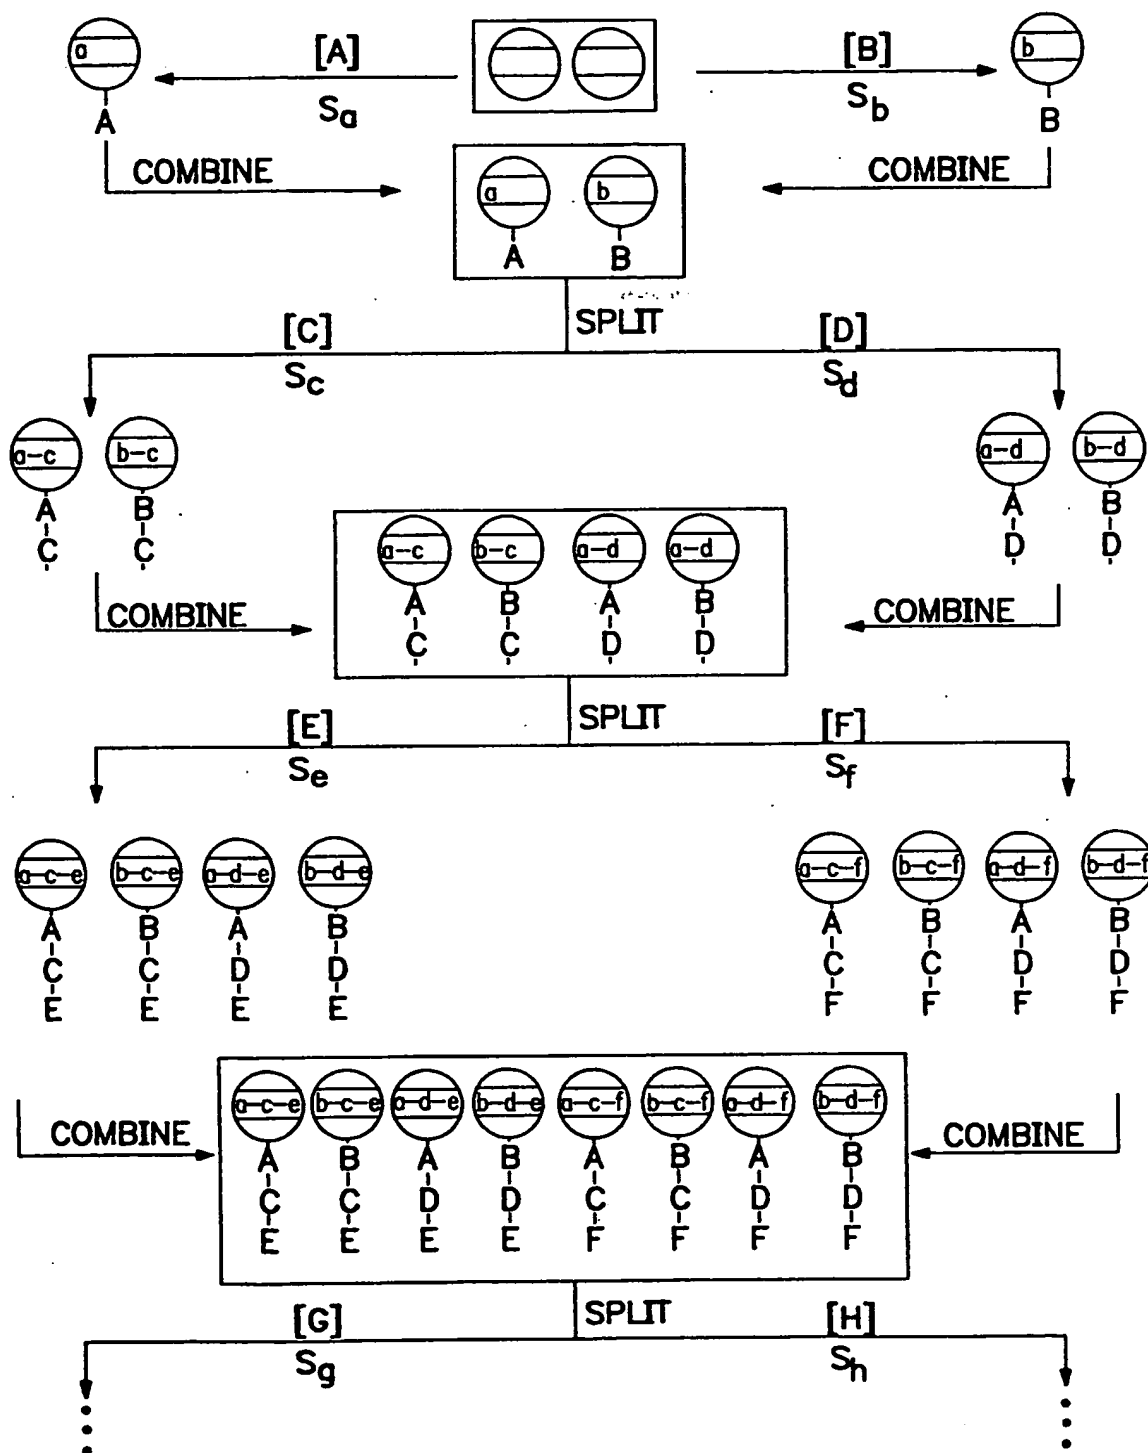 [A] [B]
a b
Sa Sb
A B
COMBINE COMBINE
a b
A B
SPLIT
[C] [D]
Sc Sd
a-c b-c a-d b-d
A B A B
C C D D
a-c b-c a-d a-d
A B A B
C C D D
COMBINE COMBINE
SPLIT
[E] [F]
Se Sf
a-c-e b-c-e a-d-e b-d-e a-c-f b-c-f a-d-f b-d-f
A B A B A B A B
C C D D C C D D
E E E E F F F F
a-c-e b-c-e a-d-e b-d-e a-c-f b-c-f a-d-f b-d-f
COMBINE COMBINE
A B A B A B A B
C C D D C C D D
E E E E F F F F
SPLIT
[G] [H]
Sg Sh